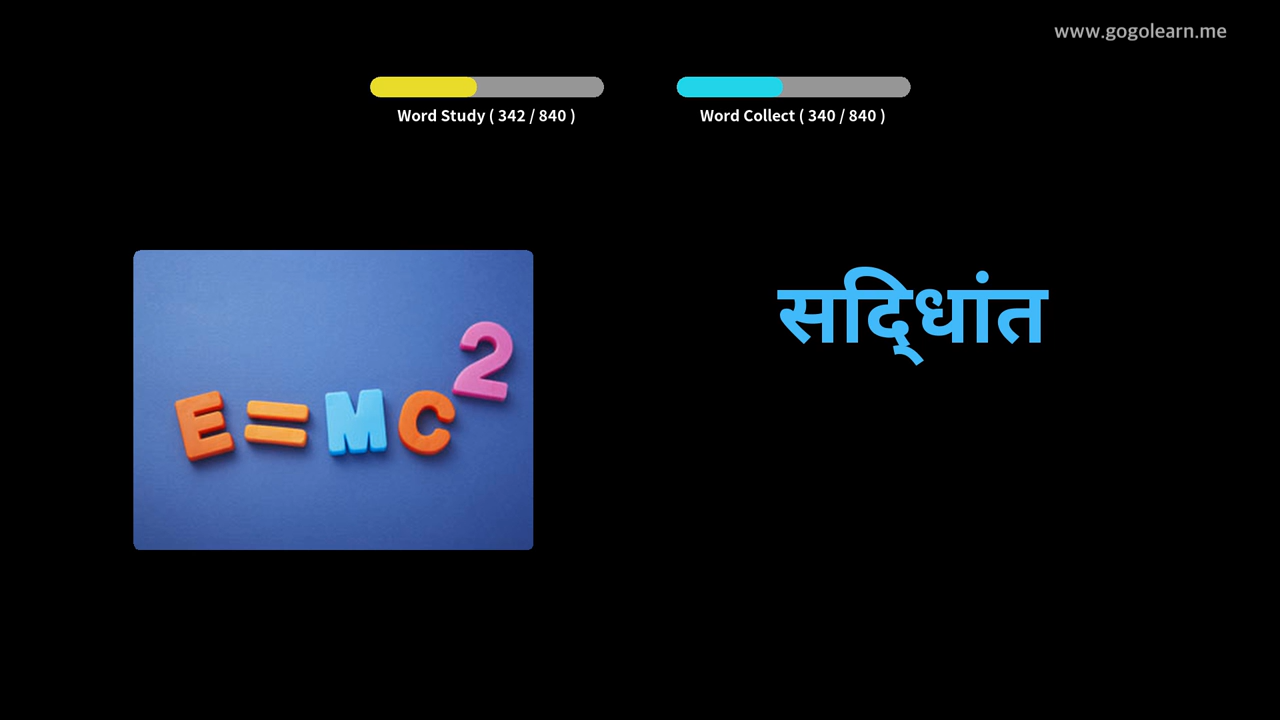 www.gogolearn.me
Word Study ( 342 / 840 )
Word Collect ( 340 / 840 )
E=MC²
सद्धिांत